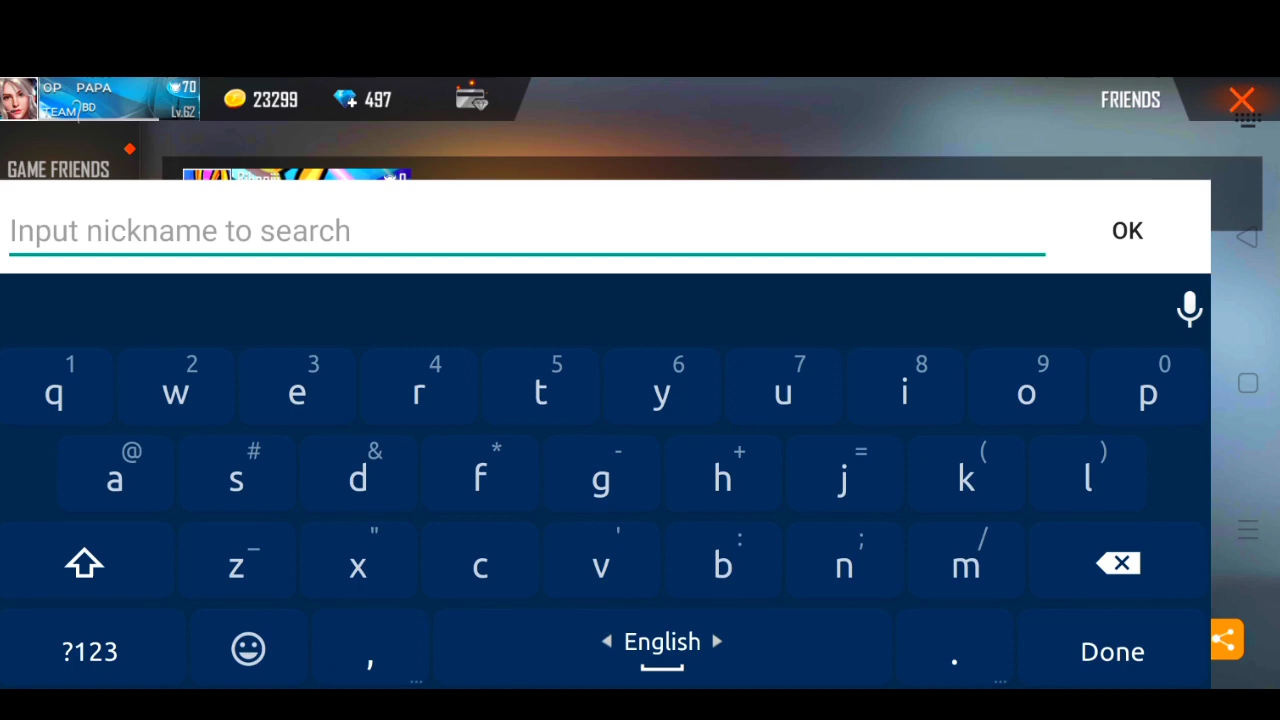 OP PAPA
70
TEAM BD
Lv.62
23299
497
FRIENDS
GAME FRIENDS
Input nickname to search
OK
1 2 3 4 5 6 7 8 9 0
q w e r t y u i o p
@ # & * - + = ( )
a s d f g h j k l
_ " ' : ; /
z x c v b n m
?123
,
English
.
Done